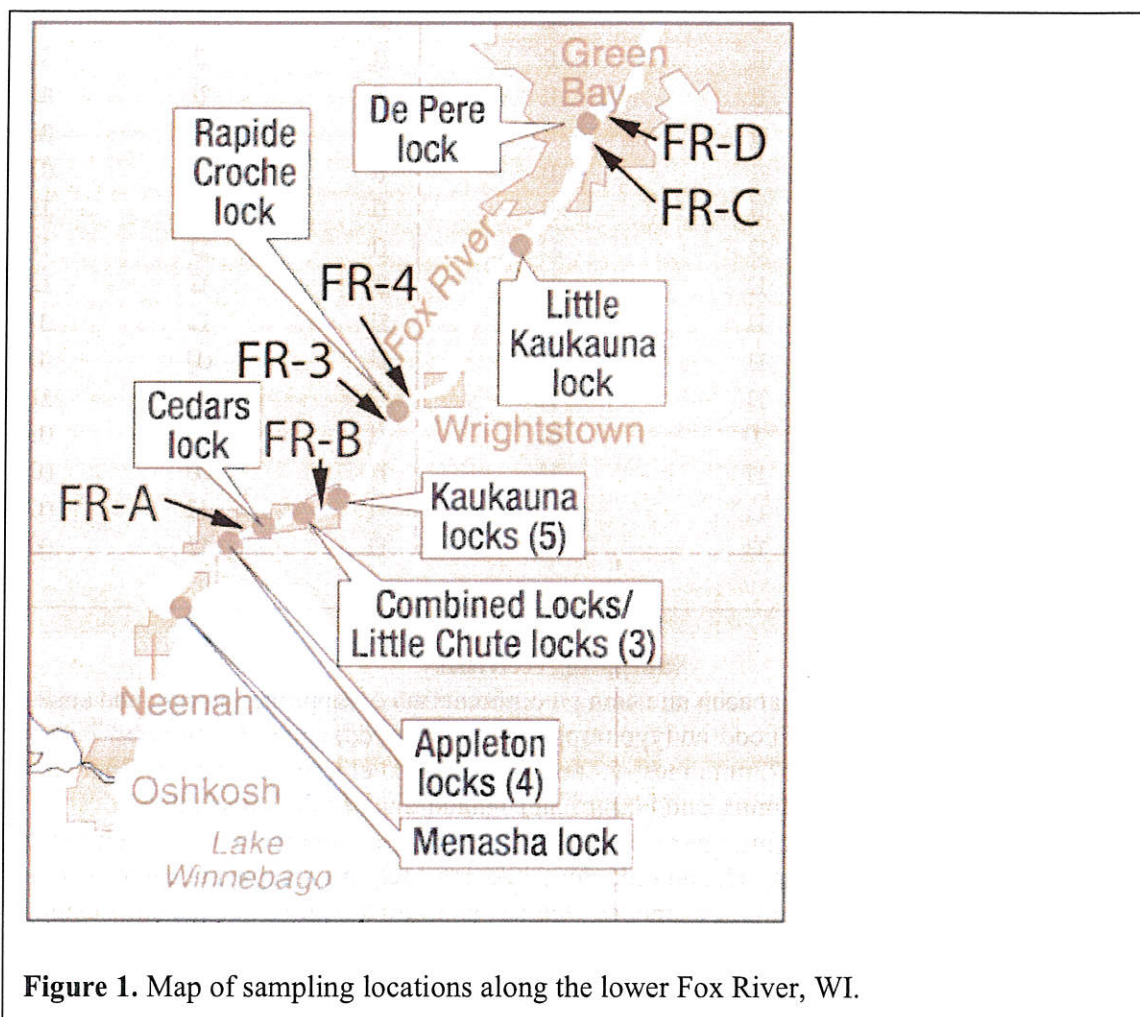 Green
Bay
De Pere
lock
FR-D
FR-C
Rapide
Croche
lock
Fox River
FR-4
Little
Kaukauna
lock
FR-3
Cedars
lock
FR-B
Wrightstown
FR-A
Kaukauna
locks (5)
Combined Locks/
Little Chute locks (3)
Neenah
Appleton
locks (4)
Oshkosh
Menasha lock
Lake
Winnebago
Figure 1. Map of sampling locations along the lower Fox River, WI.